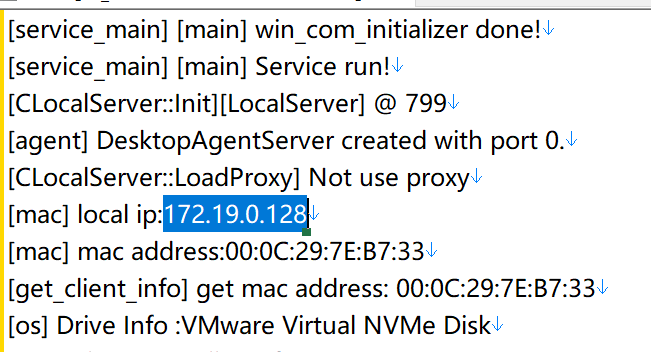 [service_main] [main] win_com_initializer done!↓
[service_main] [main] Service run!↓
[CLocalServer::Init][LocalServer] @ 799↓
[agent] DesktopAgentServer created with port 0.↓
[CLocalServer::LoadProxy] Not use proxy↓
[mac] local ip:172.19.0.128↓
[mac] mac address:00:0C:29:7E:B7:33↓
[get_client_info] get mac address: 00:0C:29:7E:B7:33↓
[os] Drive Info :VMware Virtual NVMe Disk↓